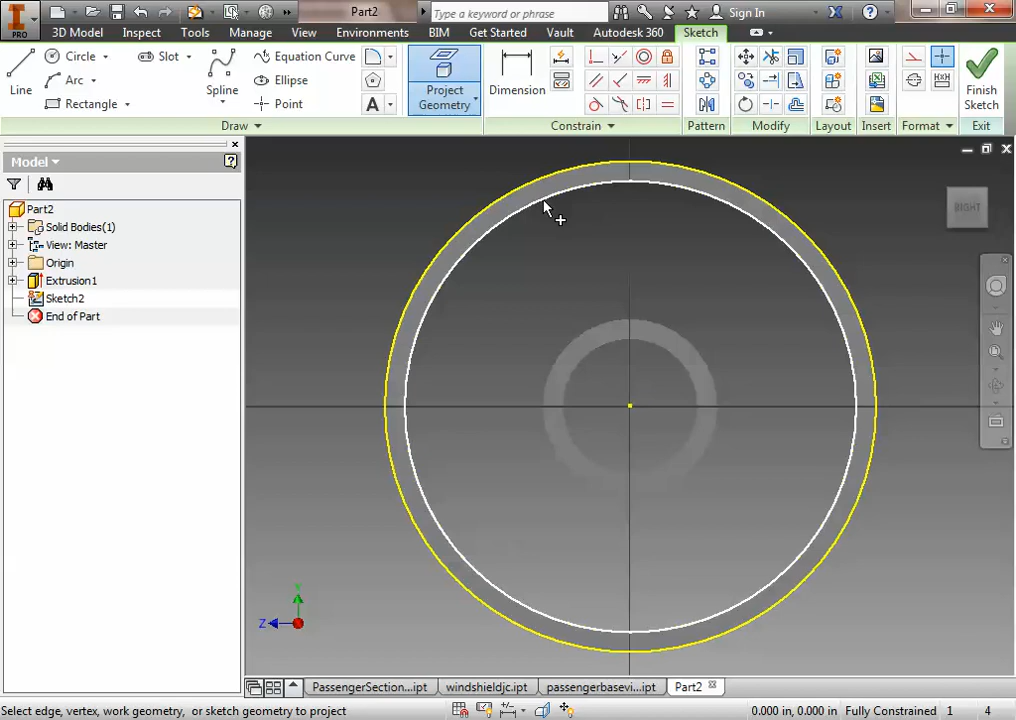 PRO
Part2
Type a keyword or phrase
Sign In
3D Model Inspect Tools Manage View Environments BIM Get Started Vault Autodesk 360 Sketch
Line
Circle
Arc
Rectangle
Slot
Spline
Equation Curve
Ellipse
Point
A
Project Geometry
Dimension
Finish Sketch
Draw Constrain Pattern Modify Layout Insert Format Exit
Model
Part2
Solid Bodies(1)
View: Master
Origin
Extrusion1
Sketch2
End of Part
RIGHT
Y
Z
PassengerSection...ipt windshieldjc.ipt passengerbasevi...ipt Part2
Select edge, vertex, work geometry, or sketch geometry to project 0.000 in, 0.000 in Fully Constrained 1 4